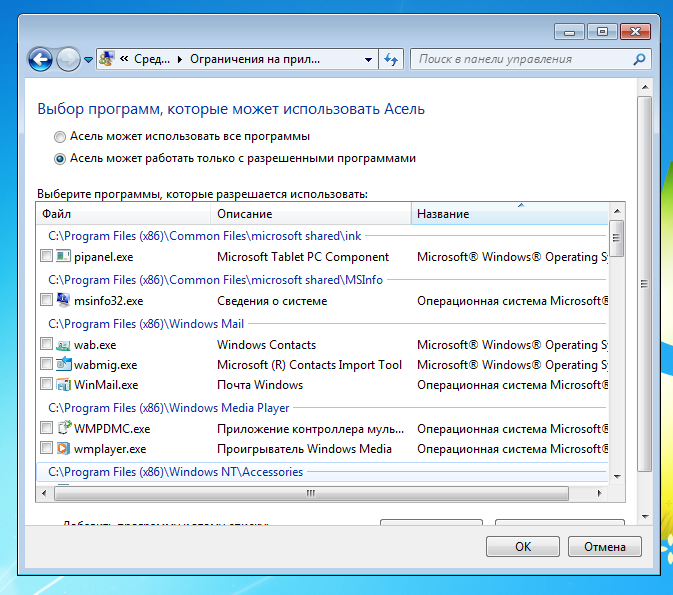 « Сред... Ограничения на прил... Поиск в панели управления
Выбор программ, которые может использовать Асель
Асель может использовать все программы
Асель может работать только с разрешенными программами
Выберите программы, которые разрешается использовать:
Файл Описание Название
C:\Program Files (x86)\Common Files\microsoft shared\ink
pipanel.exe Microsoft Tablet PC Component Microsoft® Windows® Operating S
C:\Program Files (x86)\Common Files\microsoft shared\MSInfo
msinfo32.exe Сведения о системе Операционная система Microsoft®
C:\Program Files (x86)\Windows Mail
wab.exe Windows Contacts Microsoft® Windows® Operating Sy
wabmig.exe Microsoft (R) Contacts Import Tool Microsoft® Windows® Operating Sy
WinMail.exe Почта Windows Операционная система Microsoft®
C:\Program Files (x86)\Windows Media Player
WMPDMC.exe Приложение контроллера муль... Операционная система Microsoft®
wmplayer.exe Проигрыватель Windows Media Операционная система Microsoft®
C:\Program Files (x86)\Windows NT\Accessories
OK Отмена